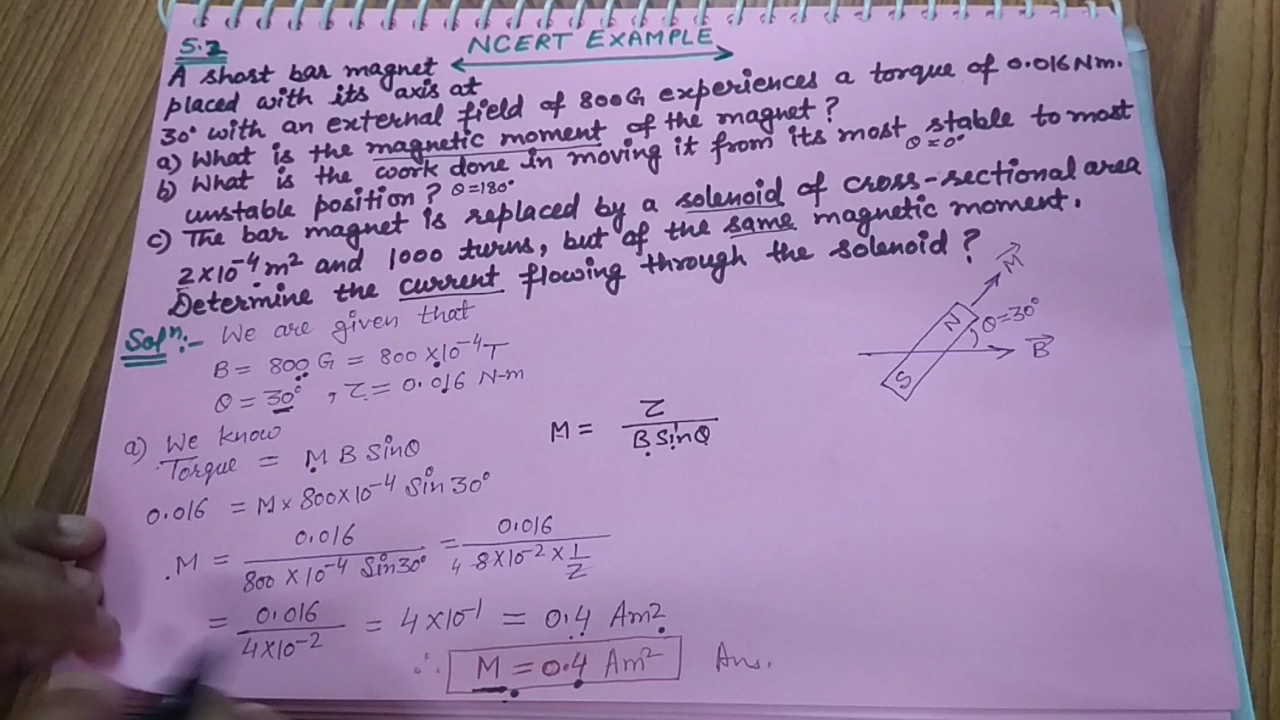 5.2
NCERT EXAMPLE
A short bar magnet
placed with its axis at
30° with an external field of 800G experiences a torque of 0.016Nm.
a) What is the magnetic moment of the magnet?
b) What is the work done in moving it from its most stable to most
θ=0°
unstable position? θ=180°
c) The bar magnet is replaced by a solenoid of cross-sectional area
2×10⁻⁴m² and 1000 turns, but of the same magnetic moment.
Determine the current flowing through the solenoid?
Solⁿ:- We are given that
B = 800 G = 800 ×10⁻⁴T
θ = 30°, τ = 0.016 N-m
M⃗
N
θ=30°
B⃗
S
a) We know
Torque = M B Sinθ
M = τ / B Sinθ
0.016 = M× 800×10⁻⁴ Sin 30°
M = 0.016 / 800 × 10⁻⁴ Sin30° = 0.016 / 4 8×10⁻² × 1/2
= 0.016 / 4×10⁻² = 4×10⁻¹ = 0.4 Am²
∴ M = 0.4 Am² Ans.